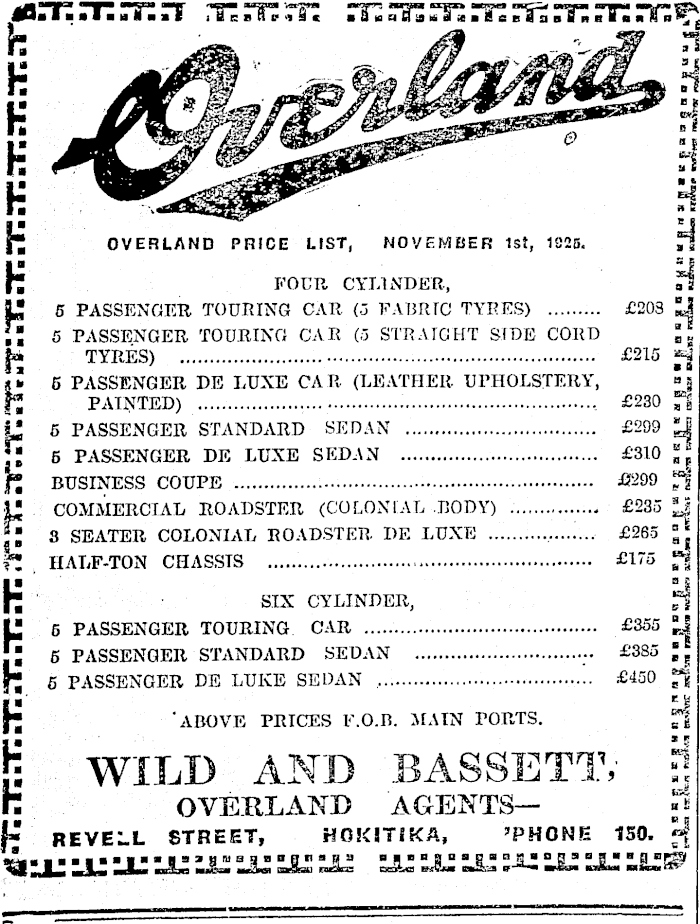 Overland
OVERLAND PRICE LIST, NOVEMBER 1st, 1925.
FOUR CYLINDER,
5 PASSENGER TOURING CAR (5 FABRIC TYRES) ......... £208
5 PASSENGER TOURING CAR (5 STRAIGHT SIDE CORD
TYRES) ............................................................ £215
5 PASSENGER DE LUXE CAR (LEATHER UPHOLSTERY,
PAINTED) ............................................................ £230
5 PASSENGER STANDARD SEDAN .............................. £299
5 PASSENGER DE LUXE SEDAN .............................. £310
BUSINESS COUPE ............................................................ £299
COMMERCIAL ROADSTER (COLONIAL BODY) .............. £235
3 SEATER COLONIAL ROADSTER DE LUXE ................. £265
HALF-TON CHASSIS .................................................. £175
SIX CYLINDER,
5 PASSENGER TOURING CAR .................................... £355
5 PASSENGER STANDARD SEDAN ............................ £385
5 PASSENGER DE LUKE SEDAN ................................. £450
ABOVE PRICES F.O.B. MAIN PORTS.
WILD AND BASSETT,
OVERLAND AGENTS—
REVELL STREET, HOKITIKA, 'PHONE 150.